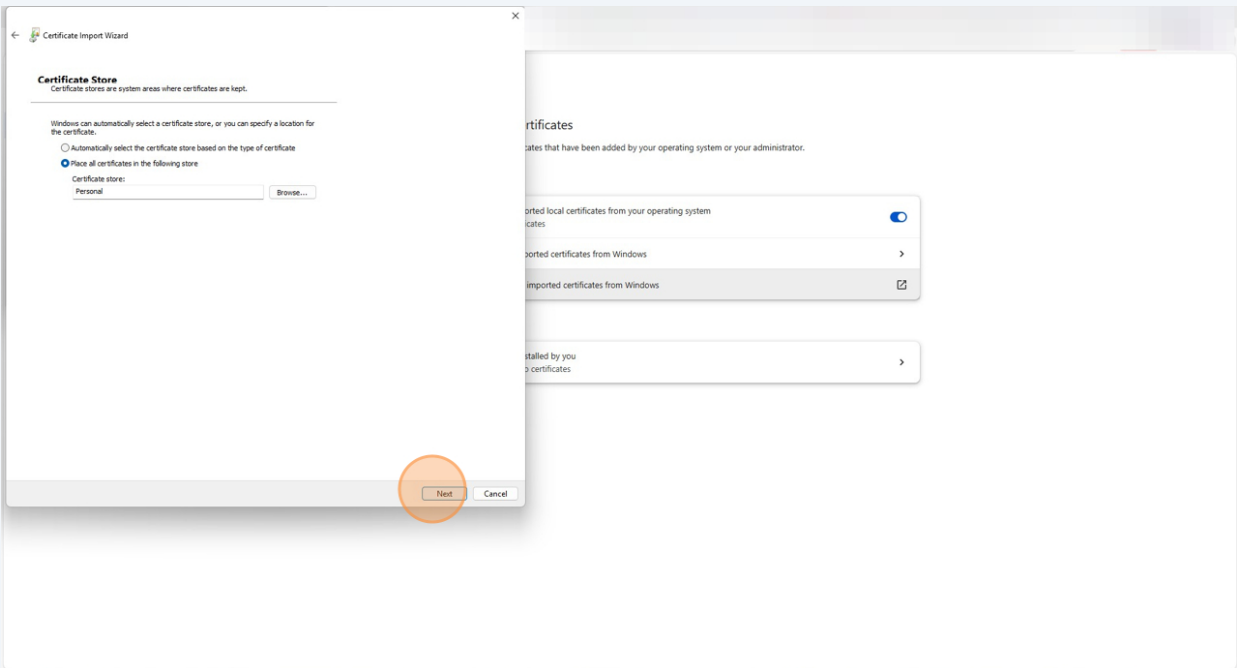 Certificate Import Wizard
Certificate Store
Certificate stores are system areas where certificates are kept.
Windows can automatically select a certificate store, or you can specify a location for
the certificate.
Automatically select the certificate store based on the type of certificate
Place all certificates in the following store
Certificate store:
Personal
Browse...
Next
Cancel
rtificates
cates that have been added by your operating system or your administrator.
orted local certificates from your operating system
icates
ported certificates from Windows
imported certificates from Windows
stalled by you
certificates